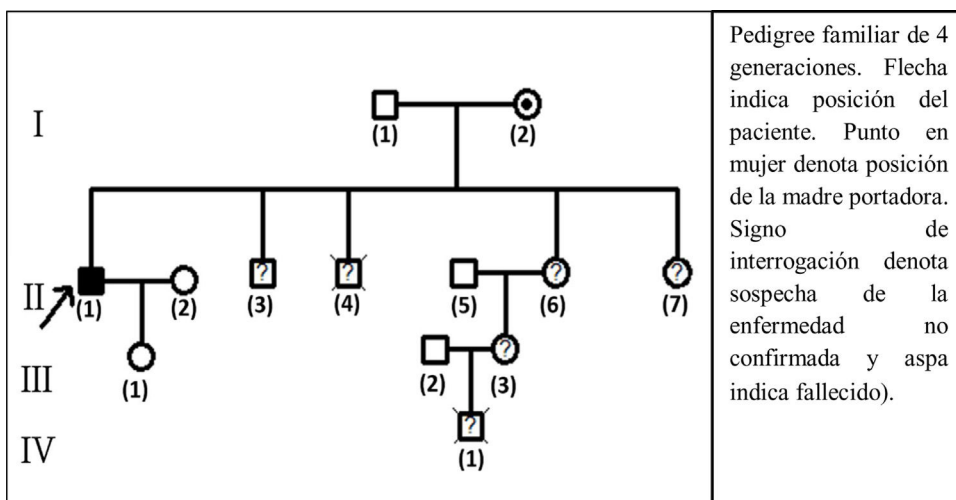 I
(1)
(2)
II
?
?
?
?
(1)
(2)
(3)
(4)
(5)
(6)
(7)
III
?
(1)
(2)
(3)
IV
?
(1)
Pedigree familiar de 4
generaciones. Flecha
indica posición del
paciente. Punto en
mujer denota posición
de la madre portadora.
Signo de
interrogación denota
sospecha de la
enfermedad no
confirmada y aspa
indica fallecido).